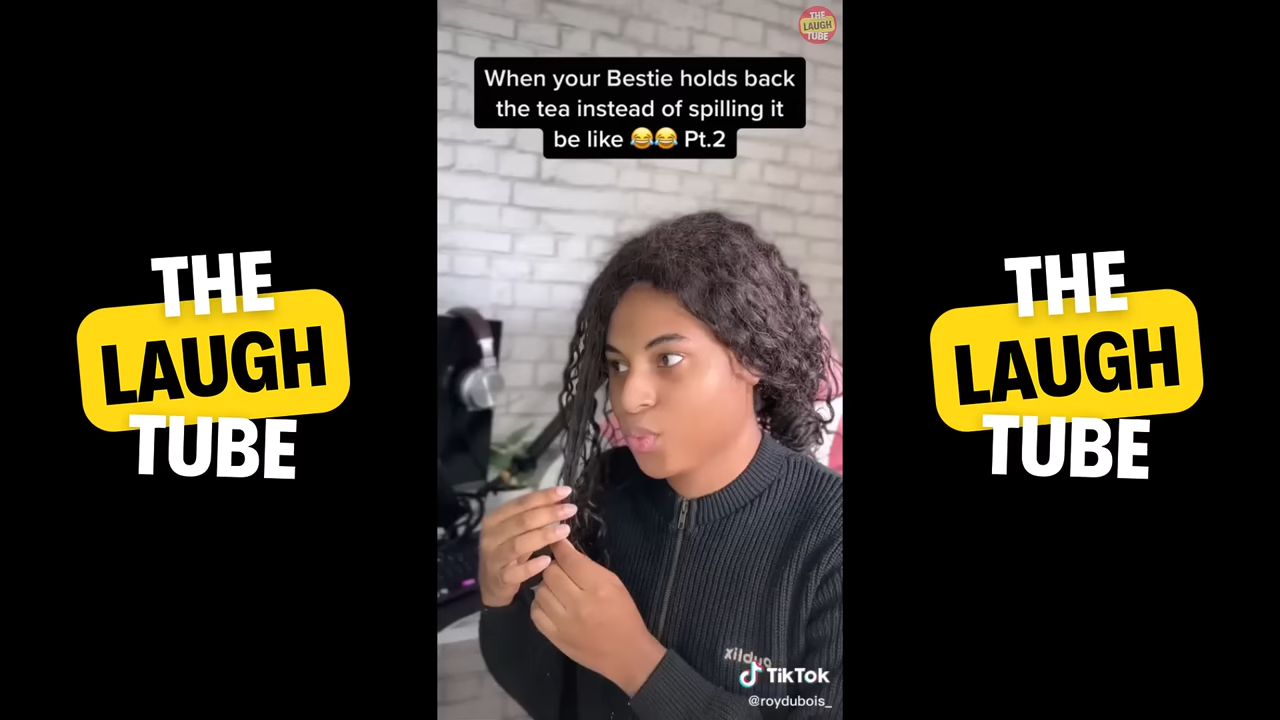 THE
LAUGH
TUBE
When your Bestie holds back
the tea instead of spilling it
be like 😂😂 Pt.2
THE
LAUGH
TUBE
THE
LAUGH
TUBE
TikTok
@roydubois_